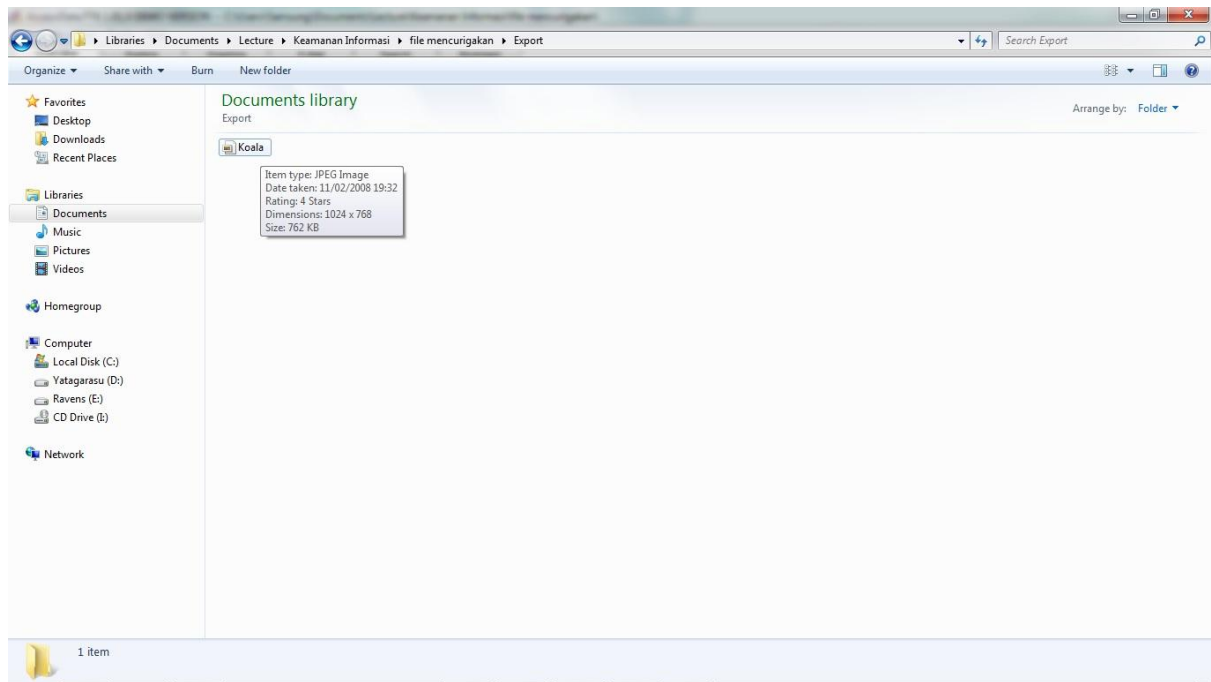 Libraries ▸ Documents ▸ Lecture ▸ Keamanan Informasi ▸ file mencurigakan ▸ Export
Search Export
Organize Share with Burn New folder
Favorites
Desktop
Downloads
Recent Places
Libraries
Documents
Music
Pictures
Videos
Homegroup
Computer
Local Disk (C:)
Yatagarasu (D:)
Ravens (E:)
CD Drive (I:)
Network
Documents library
Export
Arrange by: Folder
Koala
Item type: JPEG Image
Date taken: 11/02/2008 19:32
Rating: 4 Stars
Dimensions: 1024 x 768
Size: 762 KB
1 item